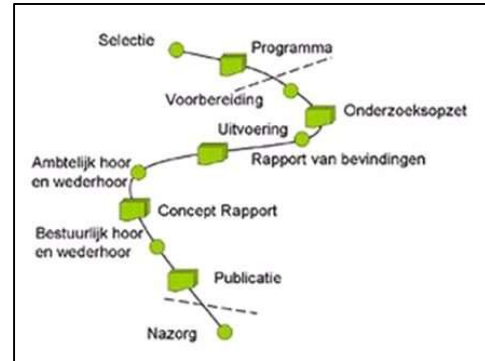 Selectie
Programma
Voorbereiding
Onderzoeksopzet
Uitvoering
Rapport van bevindingen
Ambtelijk hoor
en wederhoor
Concept Rapport
Bestuurlijk hoor
en wederhoor
Publicatie
Nazorg